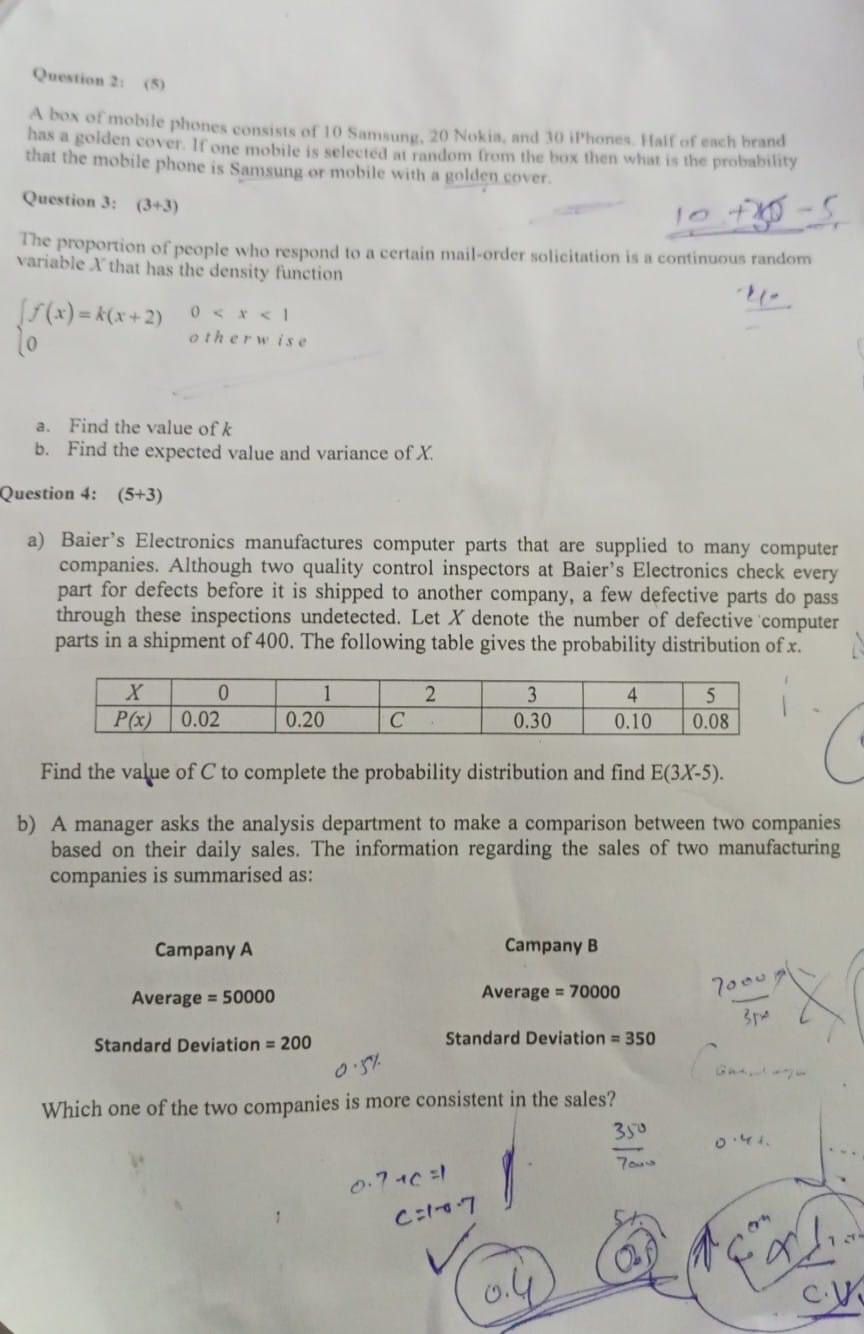 Question 2: (5)
A box of mobile phones consists of 10 Samsung, 20 Nokia, and 30 iPhones. Half of each brand
has a golden cover. If one mobile is selected at random from the box then what is the probability
that the mobile phone is Samsung or mobile with a golden cover.
Question 3: (3+3)
10 + - 5
The proportion of people who respond to a certain mail-order solicitation is a continuous random
variable X that has the density function
f(x) = k(x + 2) 0 < x < 1
0 otherwise
a. Find the value of k
b. Find the expected value and variance of X.
Question 4: (5+3)
a) Baier's Electronics manufactures computer parts that are supplied to many computer
companies. Although two quality control inspectors at Baier's Electronics check every
part for defects before it is shipped to another company, a few defective parts do pass
through these inspections undetected. Let X denote the number of defective computer
parts in a shipment of 400. The following table gives the probability distribution of x.
X 0 1 2 3 4 5
P(x) 0.02 0.20 C 0.30 0.10 0.08
Find the value of C to complete the probability distribution and find E(3X-5).
b) A manager asks the analysis department to make a comparison between two companies
based on their daily sales. The information regarding the sales of two manufacturing
companies is summarised as:
Campany A Campany B
Average = 50000 Average = 70000
Standard Deviation = 200 Standard Deviation = 350
0.5%
Which one of the two companies is more consistent in the sales?
350
0.7 + C = 1
C = 1-0.7
0.4
C.V.